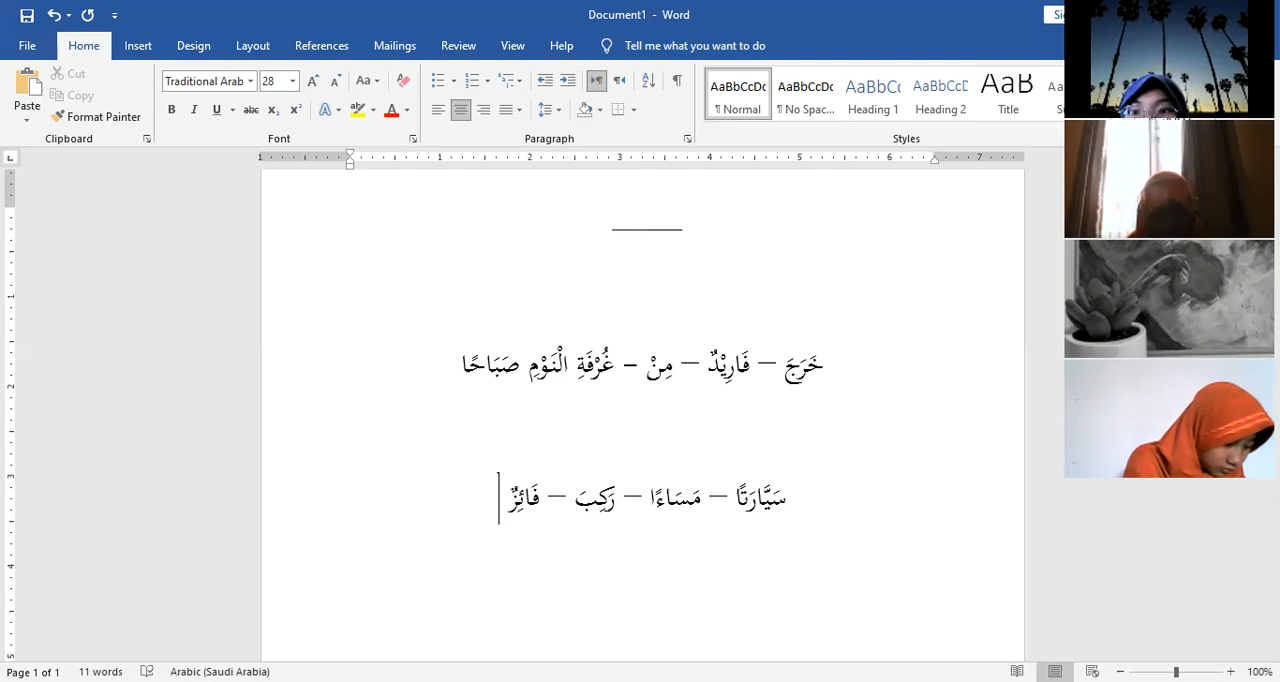 Document1 - Word
File Home Insert Design Layout References Mailings Review View Help Tell me what you want to do
Cut
Copy
Format Painter
Paste
Clipboard
Traditional Arab 28
Font
Paragraph
AaBbCcDc AaBbCcDc AaBbCc AaBbCcD AaB
¶ Normal ¶ No Spac... Heading 1 Heading 2 Title
Styles
خَرَجَ – فَارِيْدٌ – مِنْ – غُرْفَةِ الْنَوْمِ صَبَاحًا
سَيَّارَتًا – مَسَاءًا – رَكِبَ – فَائِزٌ
Page 1 of 1 11 words Arabic (Saudi Arabia) 100%